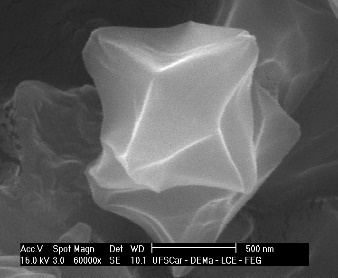 Acc.V Spot Magn Det WD 500 nm
15.0 kV 3.0 60000x SE 10.1 UFSCar - DEMa - LCE - FEG